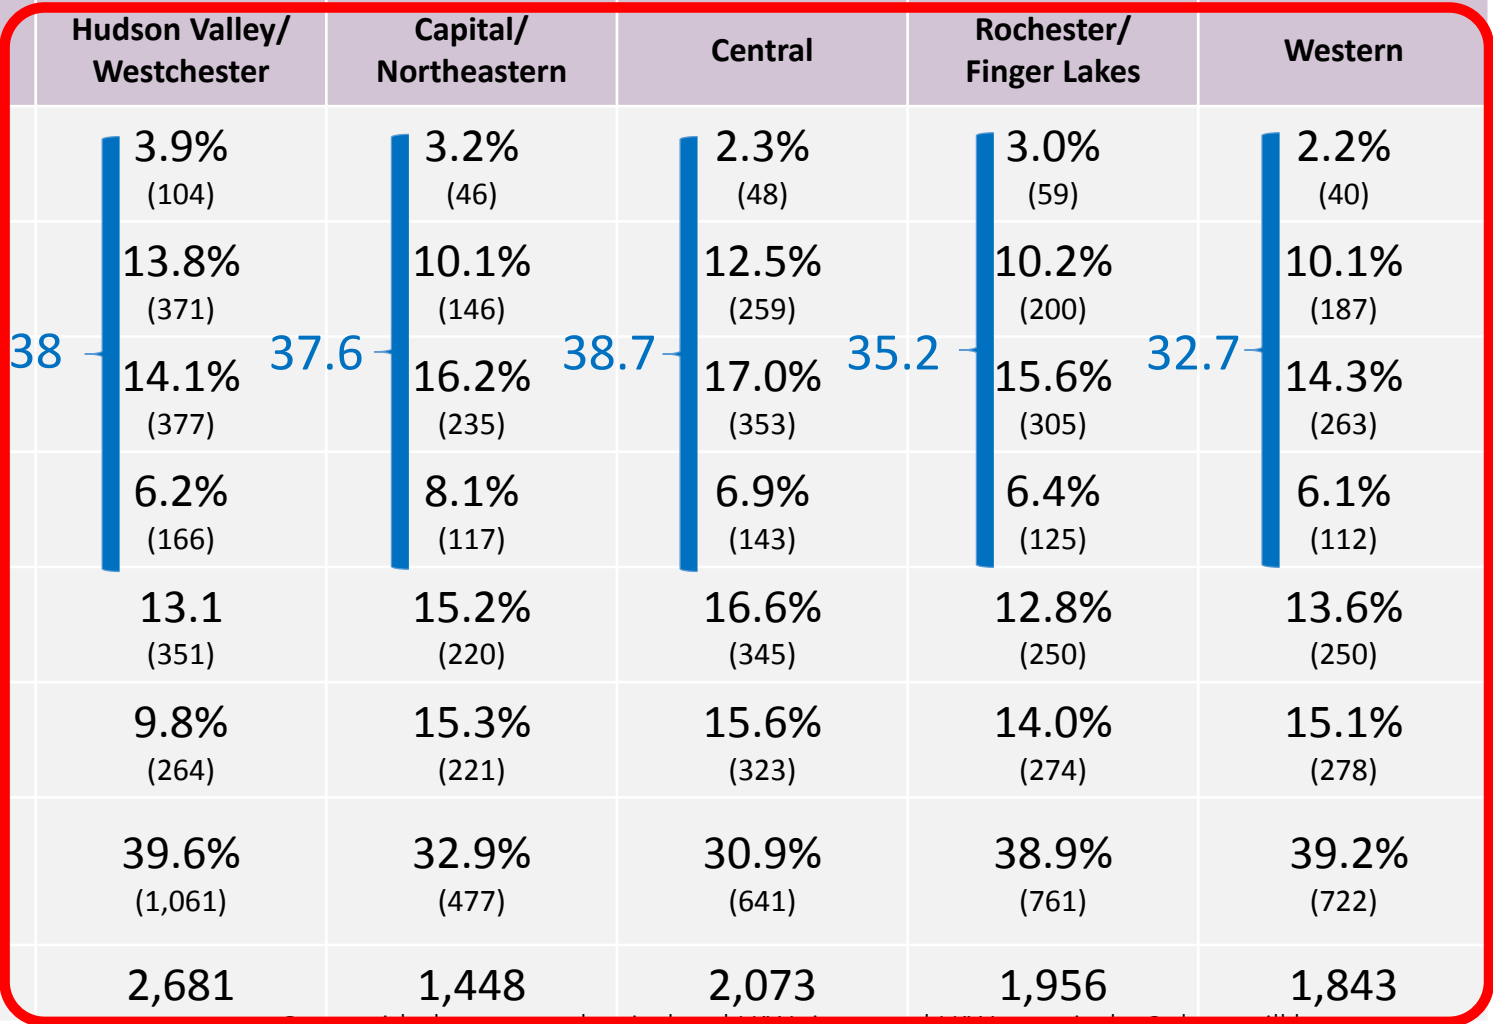 Hudson Valley/ Capital/ Central Rochester/ Western
Westchester Northeastern Finger Lakes
3.9% 3.2% 2.3% 3.0% 2.2%
(104) (46) (48) (59) (40)
13.8% 10.1% 12.5% 10.2% 10.1%
(371) (146) (259) (200) (187)
38 37.6 38.7 35.2 32.7
14.1% 16.2% 17.0% 15.6% 14.3%
(377) (235) (353) (305) (263)
6.2% 8.1% 6.9% 6.4% 6.1%
(166) (117) (143) (125) (112)
13.1 15.2% 16.6% 12.8% 13.6%
(351) (220) (345) (250) (250)
9.8% 15.3% 15.6% 14.0% 15.1%
(264) (221) (323) (274) (278)
39.6% 32.9% 30.9% 38.9% 39.2%
(1,061) (477) (641) (761) (722)
2,681 1,448 2,073 1,956 1,843